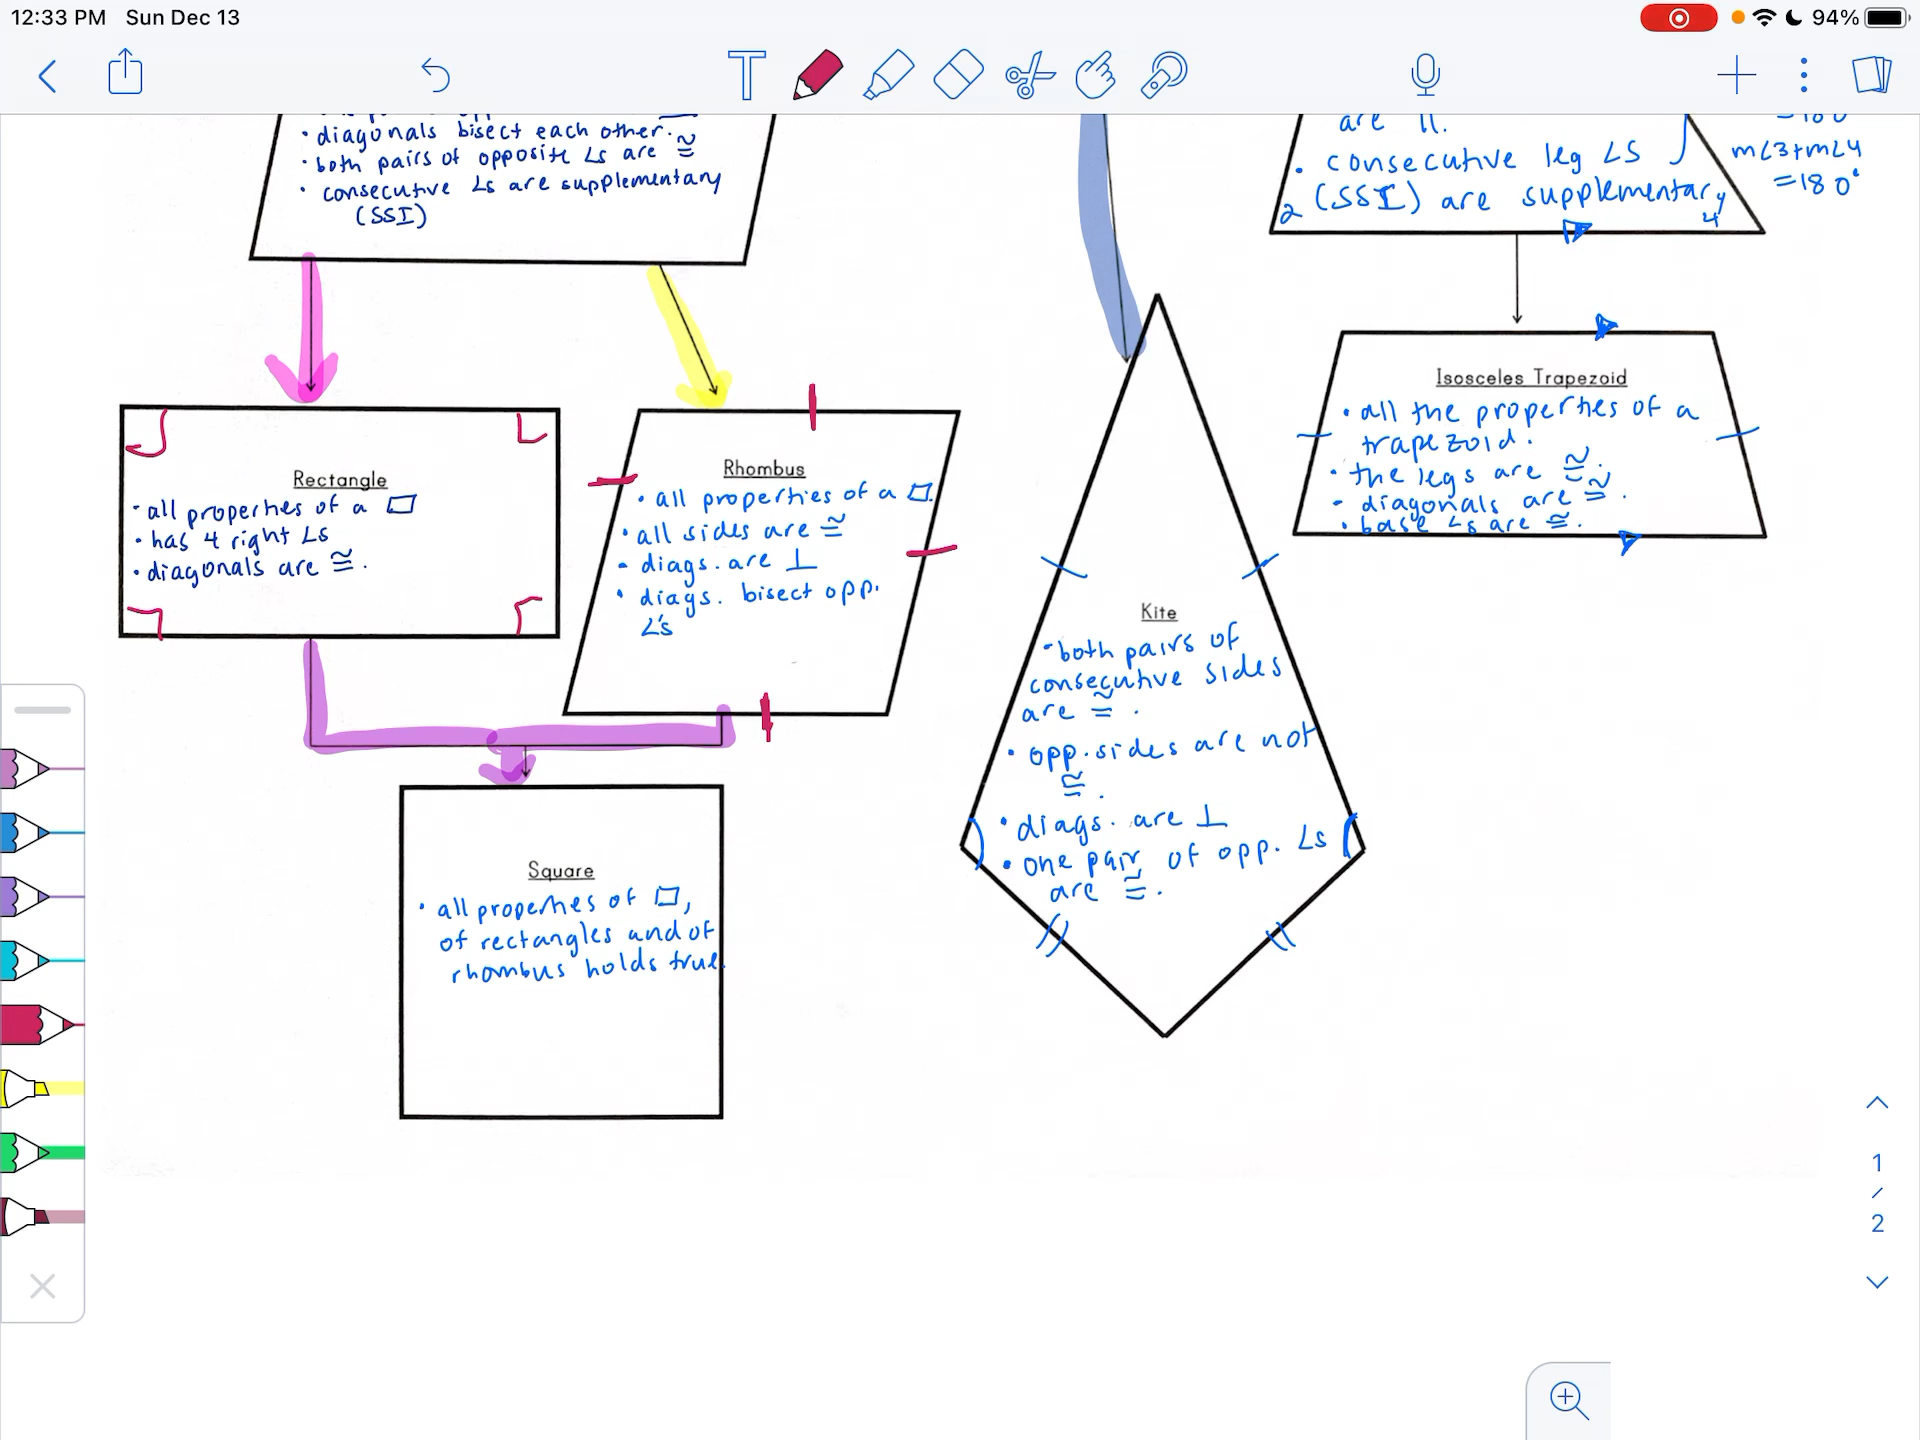 12:33 PM Sun Dec 13
94%
T
• diagonals bisect each other.
• both pairs of opposite ∠s are ≅
• consecutive ∠s are supplementary
(SSI)
are ||.
• consecutive leg ∠s
(SSI) are supplementary
2
4
= 180
m∠3+m∠4
=180°
Rectangle
• all properties of a ▱
• has 4 right ∠s
• diagonals are ≅.
Rhombus
• all properties of a ▱.
• all sides are ≅
• diags. are ⊥
• diags. bisect opp.
∠'s
Square
• all properties of ▱,
of rectangles and of
rhombus holds true.
Kite
• both pairs of
consecutive sides
are ≅.
• opp. sides are not
≅.
• diags. are ⊥
• one pair of opp. ∠s
are ≅.
Isosceles Trapezoid
• all the properties of a
trapezoid.
• the legs are ≅.
• diagonals are ≅.
• base ∠s are ≅.
1
/
2